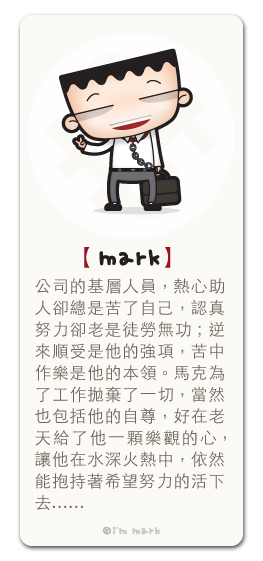 【mark】
公司的基層人員，熱心助
人卻總是苦了自己，認真
努力卻老是徒勞無功；逆
來順受是他的強項，苦中
作樂是他的本領。馬克為
了工作拋棄了一切，當然
也包括他的自尊，好在老
天給了他一顆樂觀的心，
讓他在水深火熱中，依然
能抱持著希望努力的活下
去……
©i'm mark